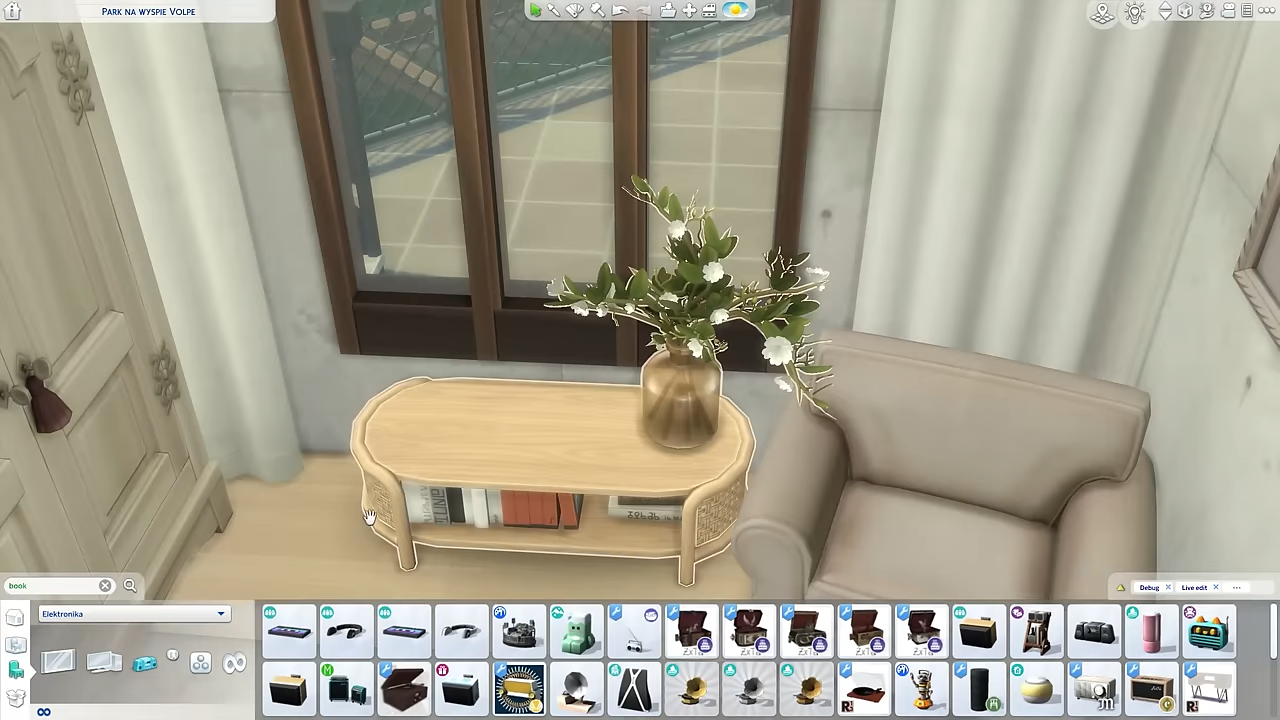 Park na wyspie Volpe
book
Debug
Live edit
Elektronika